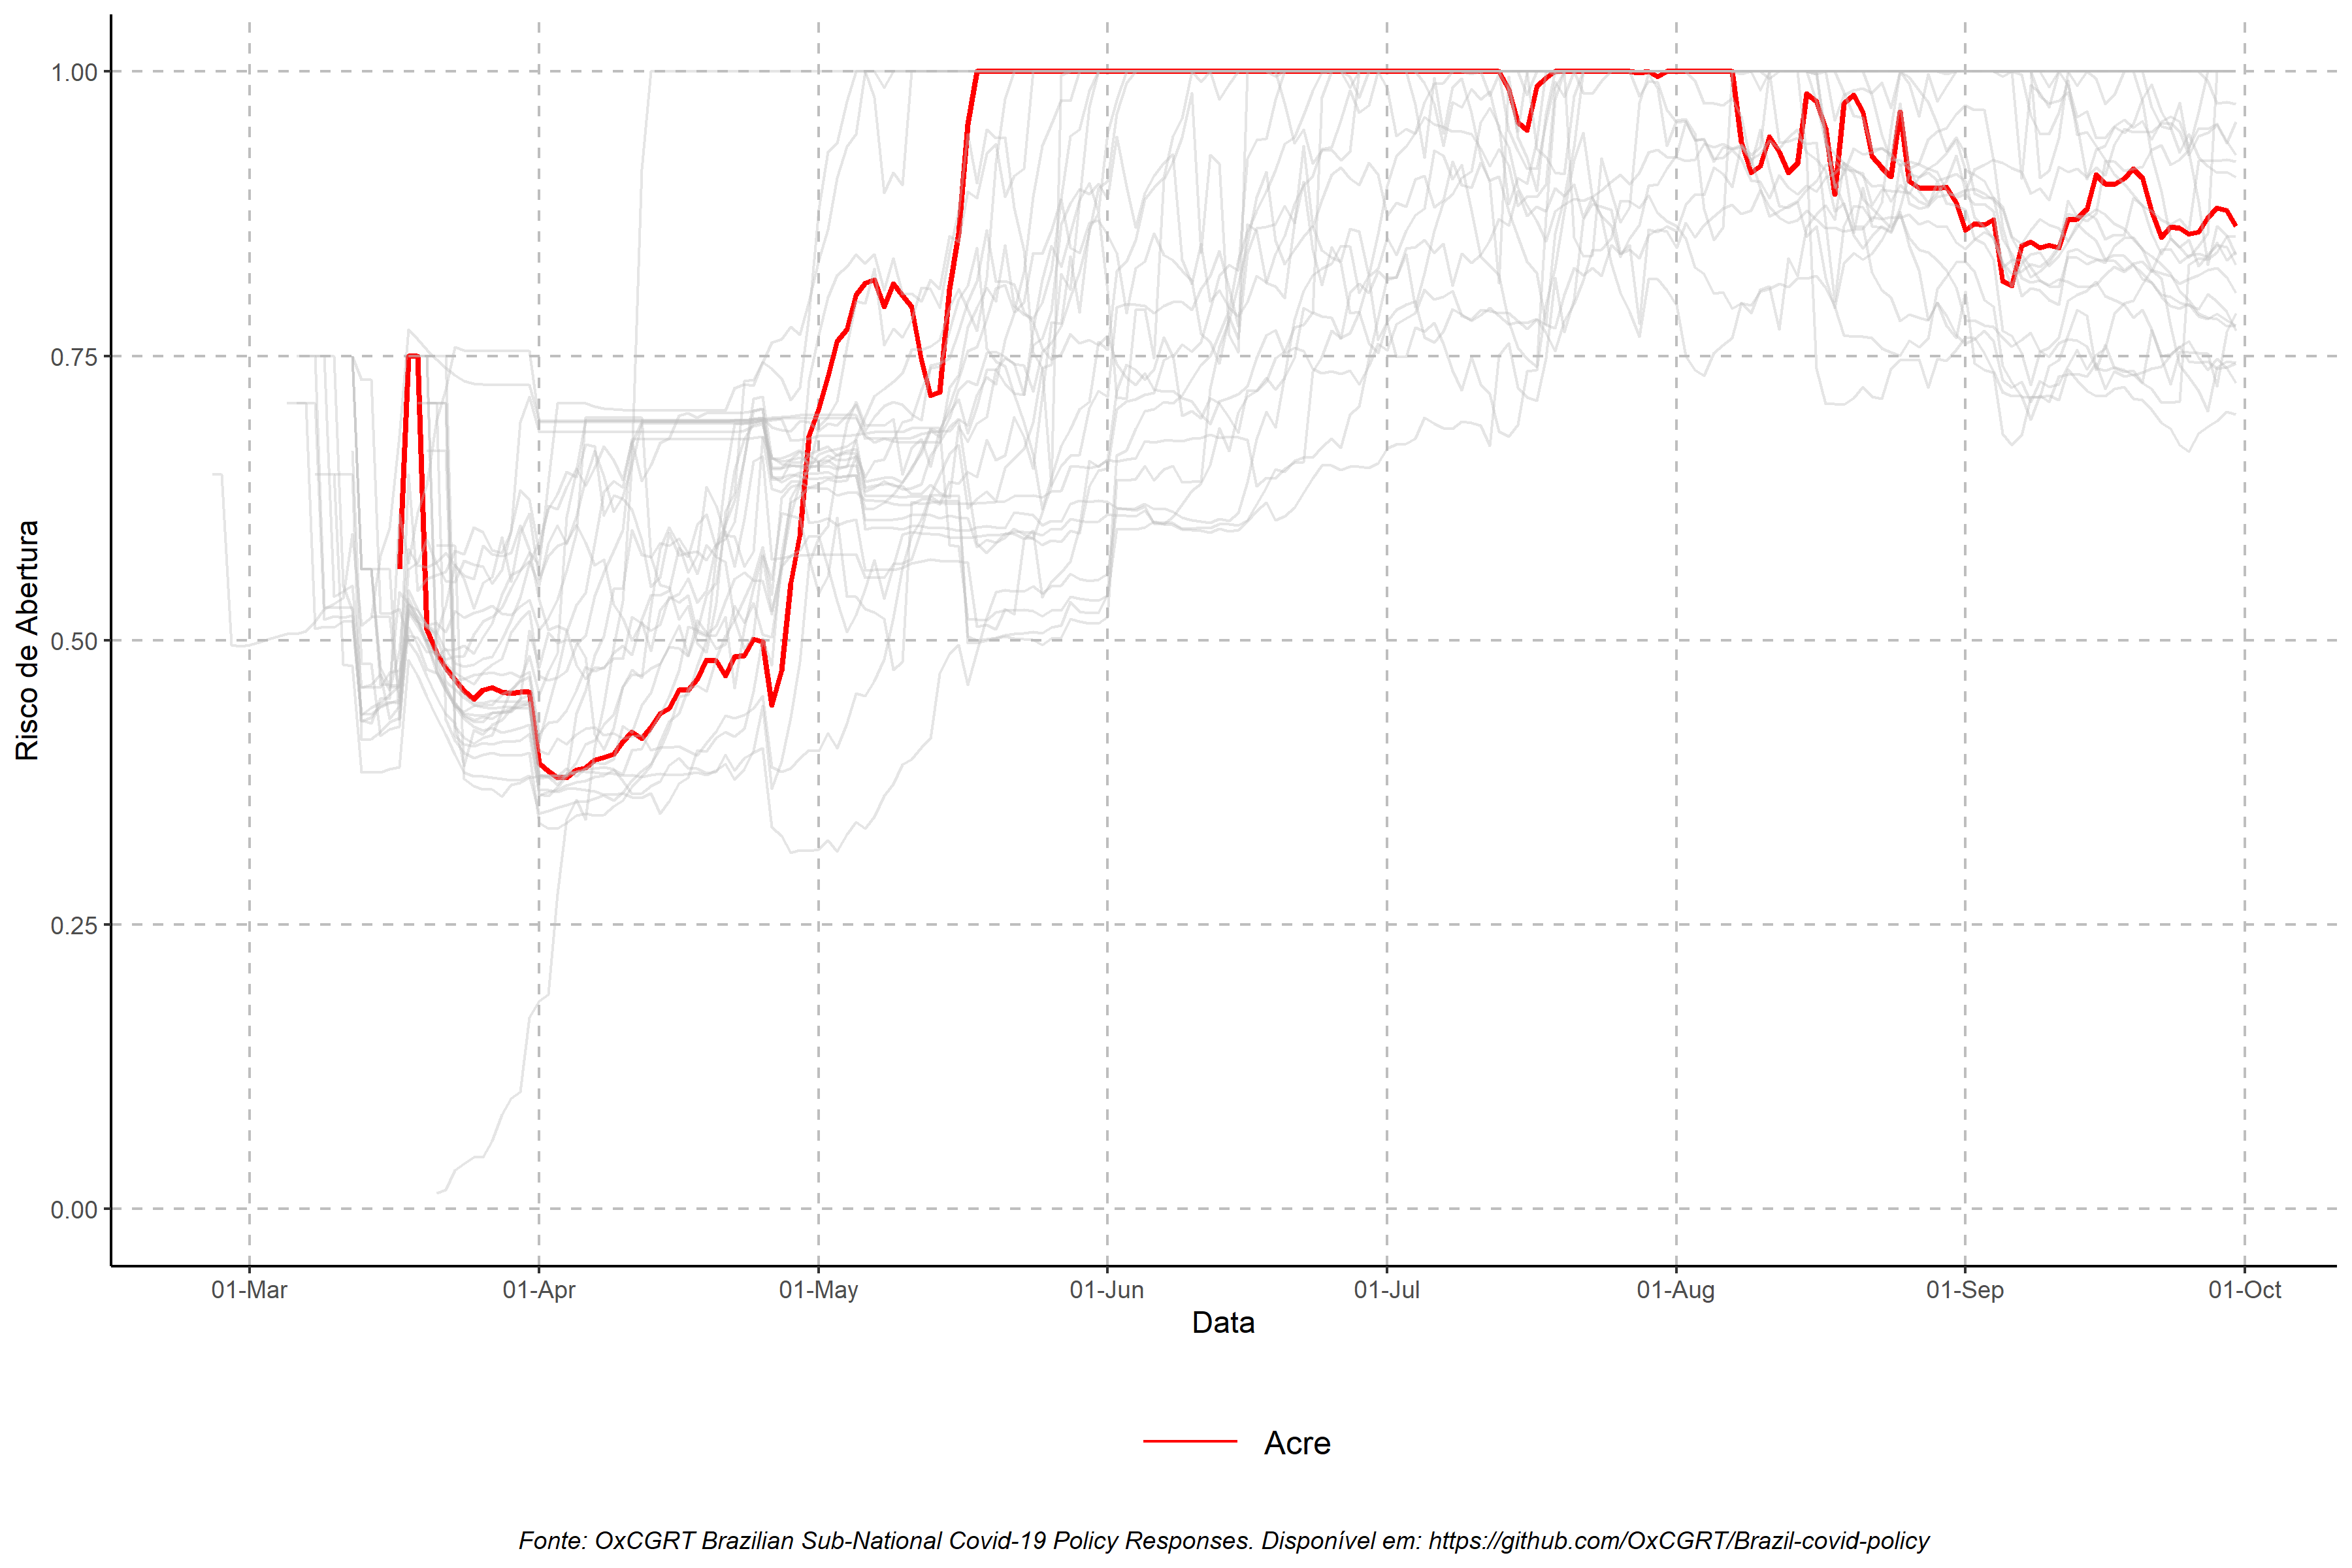 Risco de Abertura
1.00
0.75
0.50
0.25
0.00
01-Mar 01-Apr 01-May 01-Jun 01-Jul 01-Aug 01-Sep 01-Oct
Data
Acre
Fonte: OxCGRT Brazilian Sub-National Covid-19 Policy Responses. Disponível em: https://github.com/OxCGRT/Brazil-covid-policy